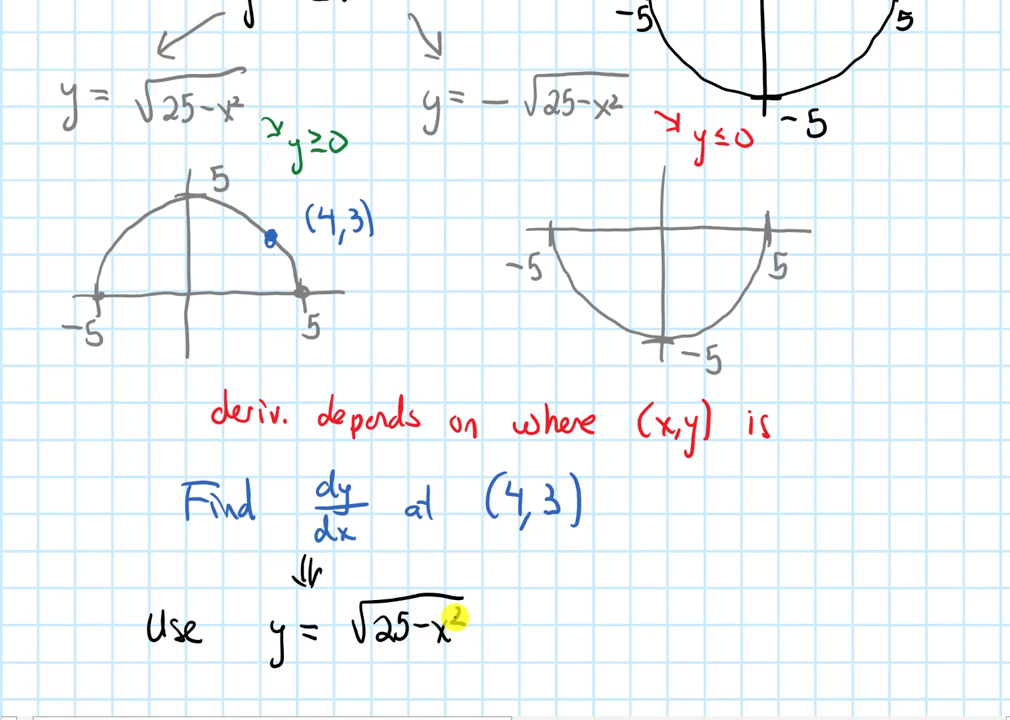 -5 5
-5
y = √25-x² y = -√25-x²
y≥0 y≤0
5
(4,3)
-5 5
-5 5
-5
deriv. depends on where (x,y) is
Find dy/dx at (4,3)
Use y = √25-x²